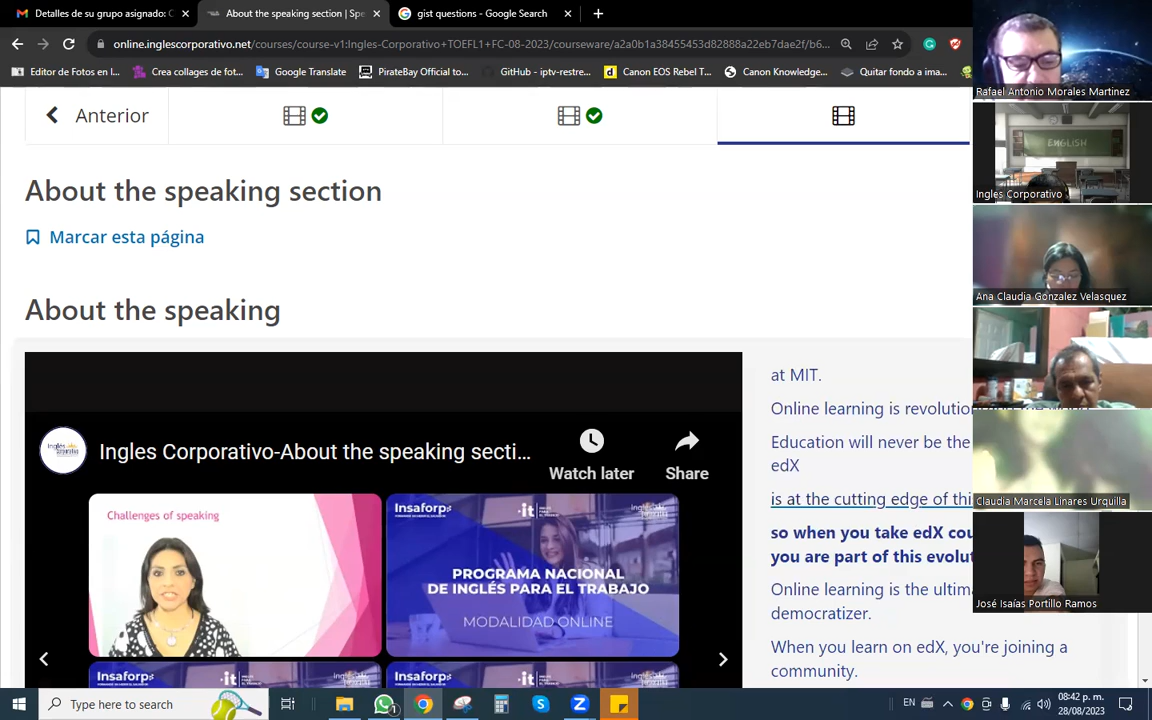 Detalles de su grupo asignado: C
About the speaking section | Spe
gist questions - Google Search
online.inglescorporativo.net/courses/course-v1:Ingles-Corporativo+TOEFL1+FC-08-2023/courseware/a2a0b1a38455453d82888a22eb7dae2f/b6...
Editor de Fotos en l...
Crea collages de fot...
Google Translate
PirateBay Official to...
GitHub - iptv-restre...
Canon EOS Rebel T...
Canon Knowledge...
Quitar fondo a ima...
Anterior
About the speaking section
Marcar esta página
About the speaking
Ingles Corporativo-About the speaking secti...
Watch later
Share
Challenges of speaking
Insaforp
.it
PROGRAMA NACIONAL
DE INGLÉS PARA EL TRABAJO
MODALIDAD ONLINE
Insaforp
.it
Insaforp
.it
at MIT.
Online learning is revolutio
Education will never be the
edX
is at the cutting edge of thi
so when you take edX cou
you are part of this evolut
Online learning is the ultima
democratizer.
When you learn on edX, you're joining a
community.
Rafael Antonio Morales Martinez
ENGLISH
Ingles Corporativo
Ana Claudia Gonzalez Velasquez
Claudia Marcela Linares Urquilla
José Isaías Portillo Ramos
Type here to search
1
EN
08:42 p. m.
28/08/2023